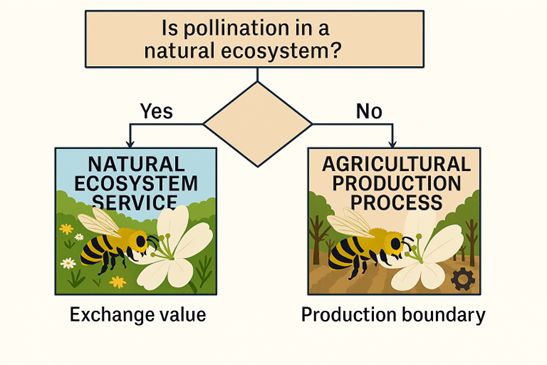 Is pollination in a
natural ecosystem?
Yes
No
NATURAL
ECOSYSTEM
SERVICE
AGRICULTURAL
PRODUCTION
PROCESS
Exchange value
Production boundary